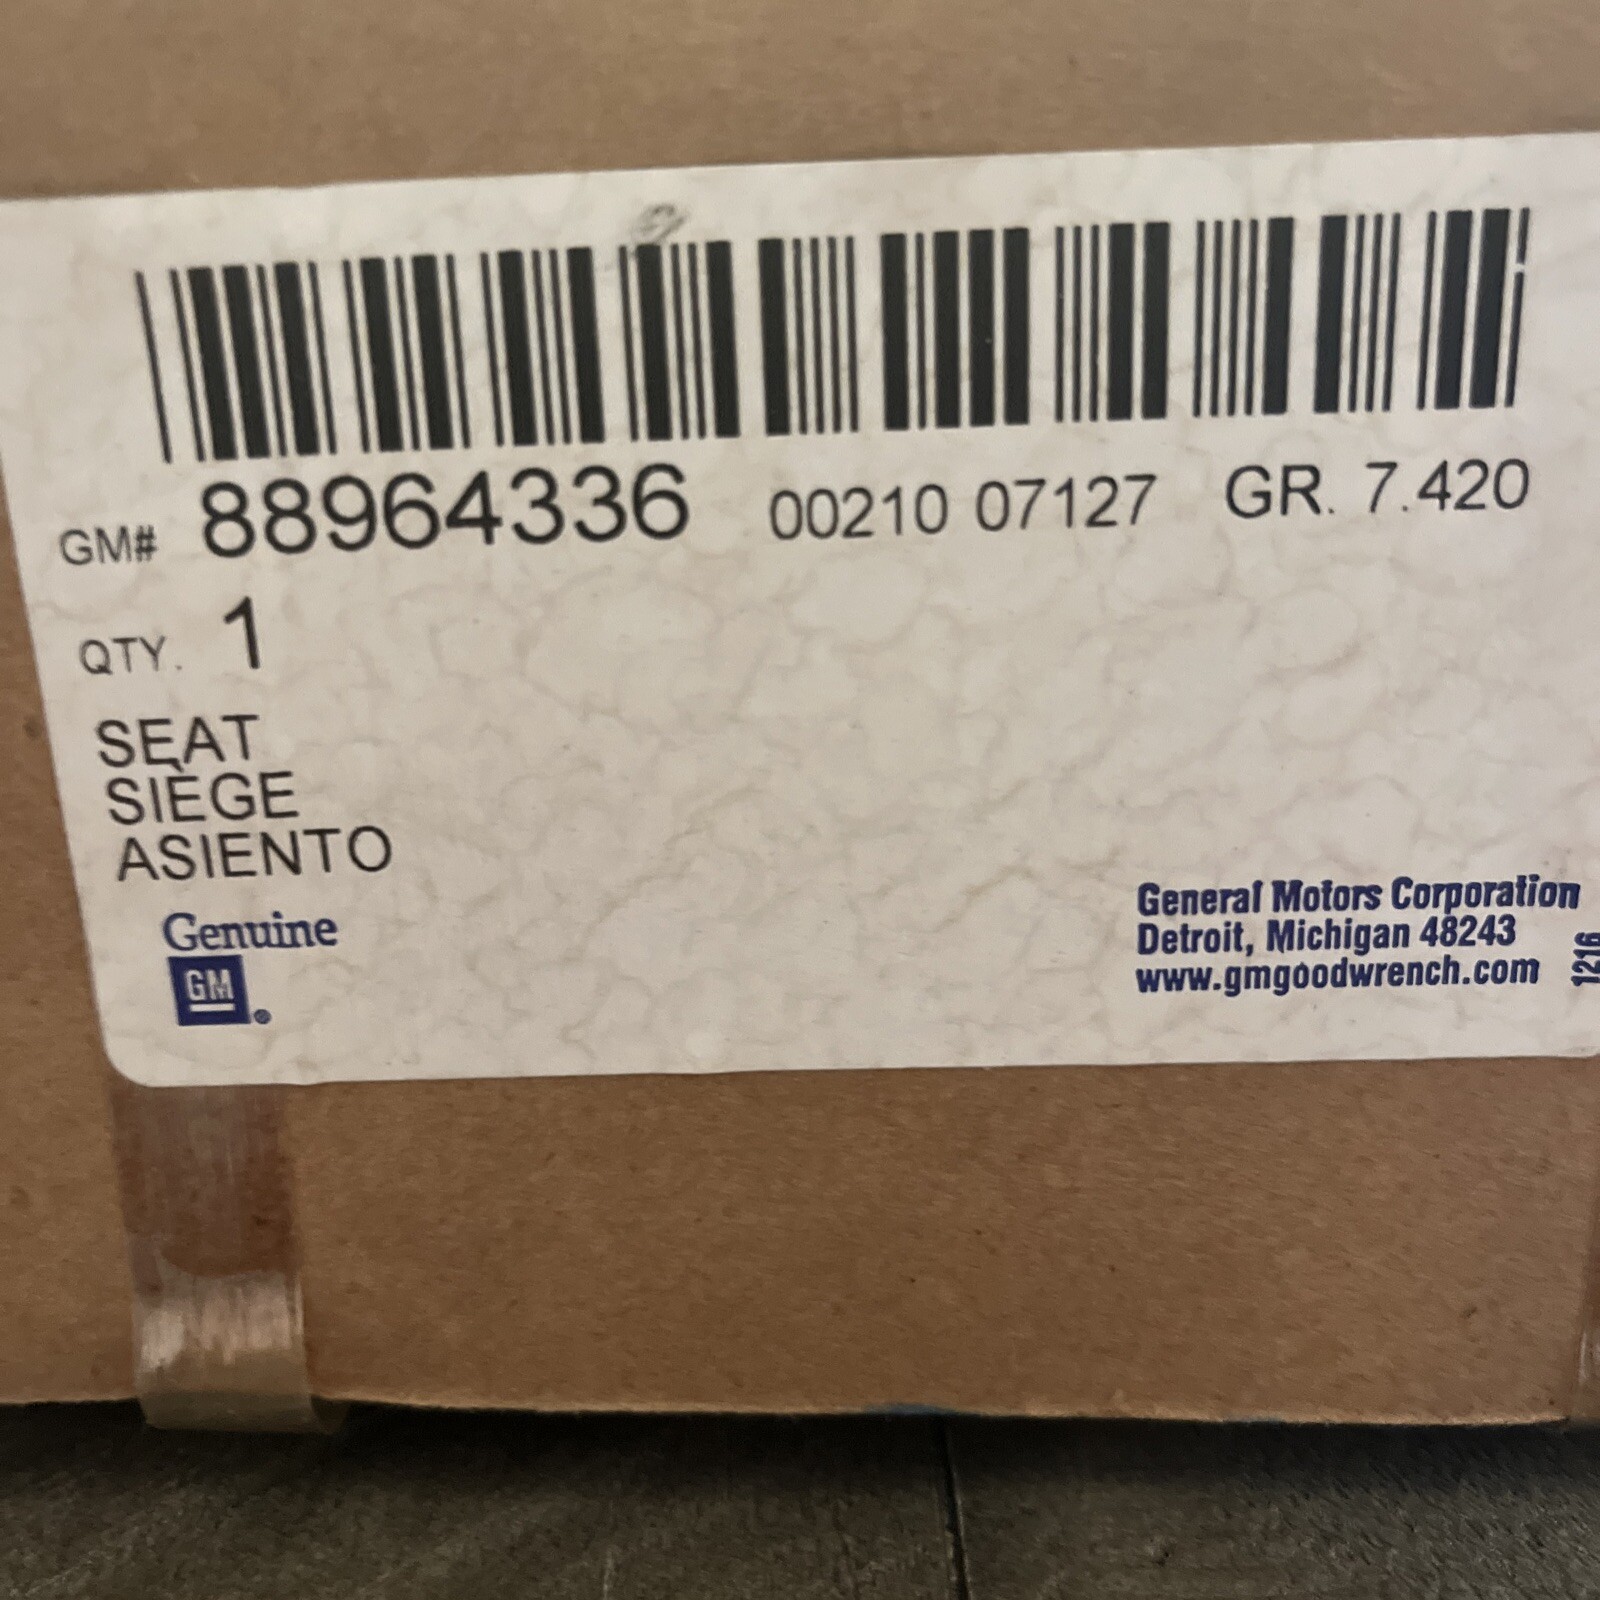 GM# 88964336 00210 07127 GR. 7.420
QTY. 1
SEAT
SIÈGE
ASIENTO
Genuine
GM®
General Motors Corporation
Detroit, Michigan 48243
www.gmgoodwrench.com
1216